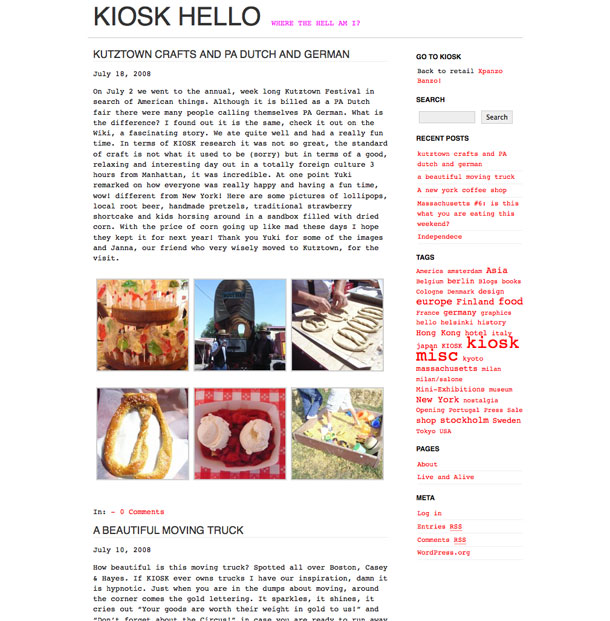 KIOSK HELLO WHERE THE HELL AM I?
KUTZTOWN CRAFTS AND PA DUTCH AND GERMAN
July 18, 2008
On July 2 we went to the annual, week long Kutztown Festival in
search of American things. Although it is billed as a PA Dutch
fair there were many people calling themselves PA German. What is
the difference? I found out it is the same, check it out on the
Wiki, a fascinating story. We ate quite well and had a really fun
time. In terms of KIOSK research it was not so great, the standard
of craft is not what it used to be (sorry) but in terms of a good,
relaxing and interesting day out in a totally foreign culture 3
hours from Manhattan, it was incredible. At one point Yuki
remarked on how everyone was really happy and having a fun time,
wow! different from New York! Here are some pictures of lollipops,
local root beer, handmade pretzels, traditional strawberry
shortcake and kids horsing around in a sandbox filled with dried
corn. With the price of corn going up like mad these days I hope
they kept it for next year! Thank you Yuki for some of the images
and Janna, our friend who very wisely moved to Kutztown, for the
visit.
In: ~ 0 Comments
A BEAUTIFUL MOVING TRUCK
July 10, 2008
How beautiful is this moving truck? Spotted all over Boston, Casey
& Hayes. If KIOSK ever owns trucks I have our inspiration, damn it
is hypnotic. Just when you are in the dumps about moving, around
the corner comes the gold lettering. It sparkles, it shines, it
cries out “Your goods are worth their weight in gold to us!” and
“Don’t forget about the Circus!” in case you are ready to run away
GO TO KIOSK
Back to retail Xpanzo
Banzo!
SEARCH
Search
RECENT POSTS
kutztown crafts and PA
dutch and german
a beautiful moving truck
A new york coffee shop
Massachusetts #6: is this
what you are eating this
weekend?
Independece
TAGS
America amsterdam Asia
Belgium berlin Blogs books
Cologne Denmark design
europe Finland food
France germany graphics
hello helsinki history
Hong Kong hotel italy
japan KIOSK kiosk
misc kyoto
massachusetts milan
milan/salone
Mini-Exhibitions museum
New York nostalgia
Opening Portugal Press Sale
shop stockholm Sweden
Tokyo USA
PAGES
About
Live and Alive
META
Log in
Entries RSS
Comments RSS
WordPress.org